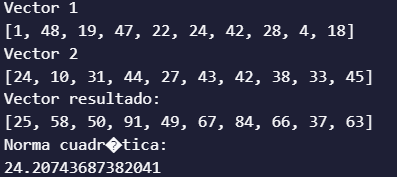 Vector 1
[1, 48, 19, 47, 22, 24, 42, 28, 4, 18]
Vector 2
[24, 10, 31, 44, 27, 43, 42, 38, 33, 45]
Vector resultado:
[25, 58, 50, 91, 49, 67, 84, 66, 37, 63]
Norma cuadr�tica:
24.20743687382041